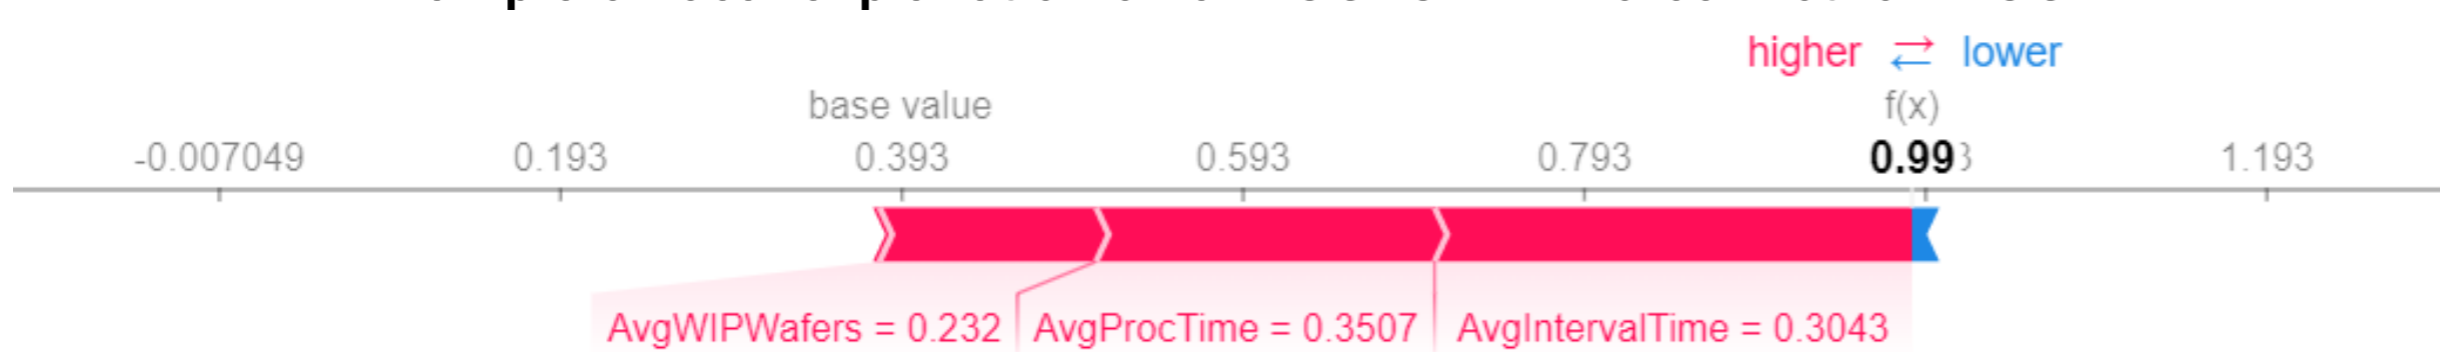 higher ⇄ lower
base value f(x)
-0.007049 0.193 0.393 0.593 0.793 0.99 1.193
AvgWIPWafers = 0.232 AvgProcTime = 0.3507 AvgIntervalTime = 0.3043